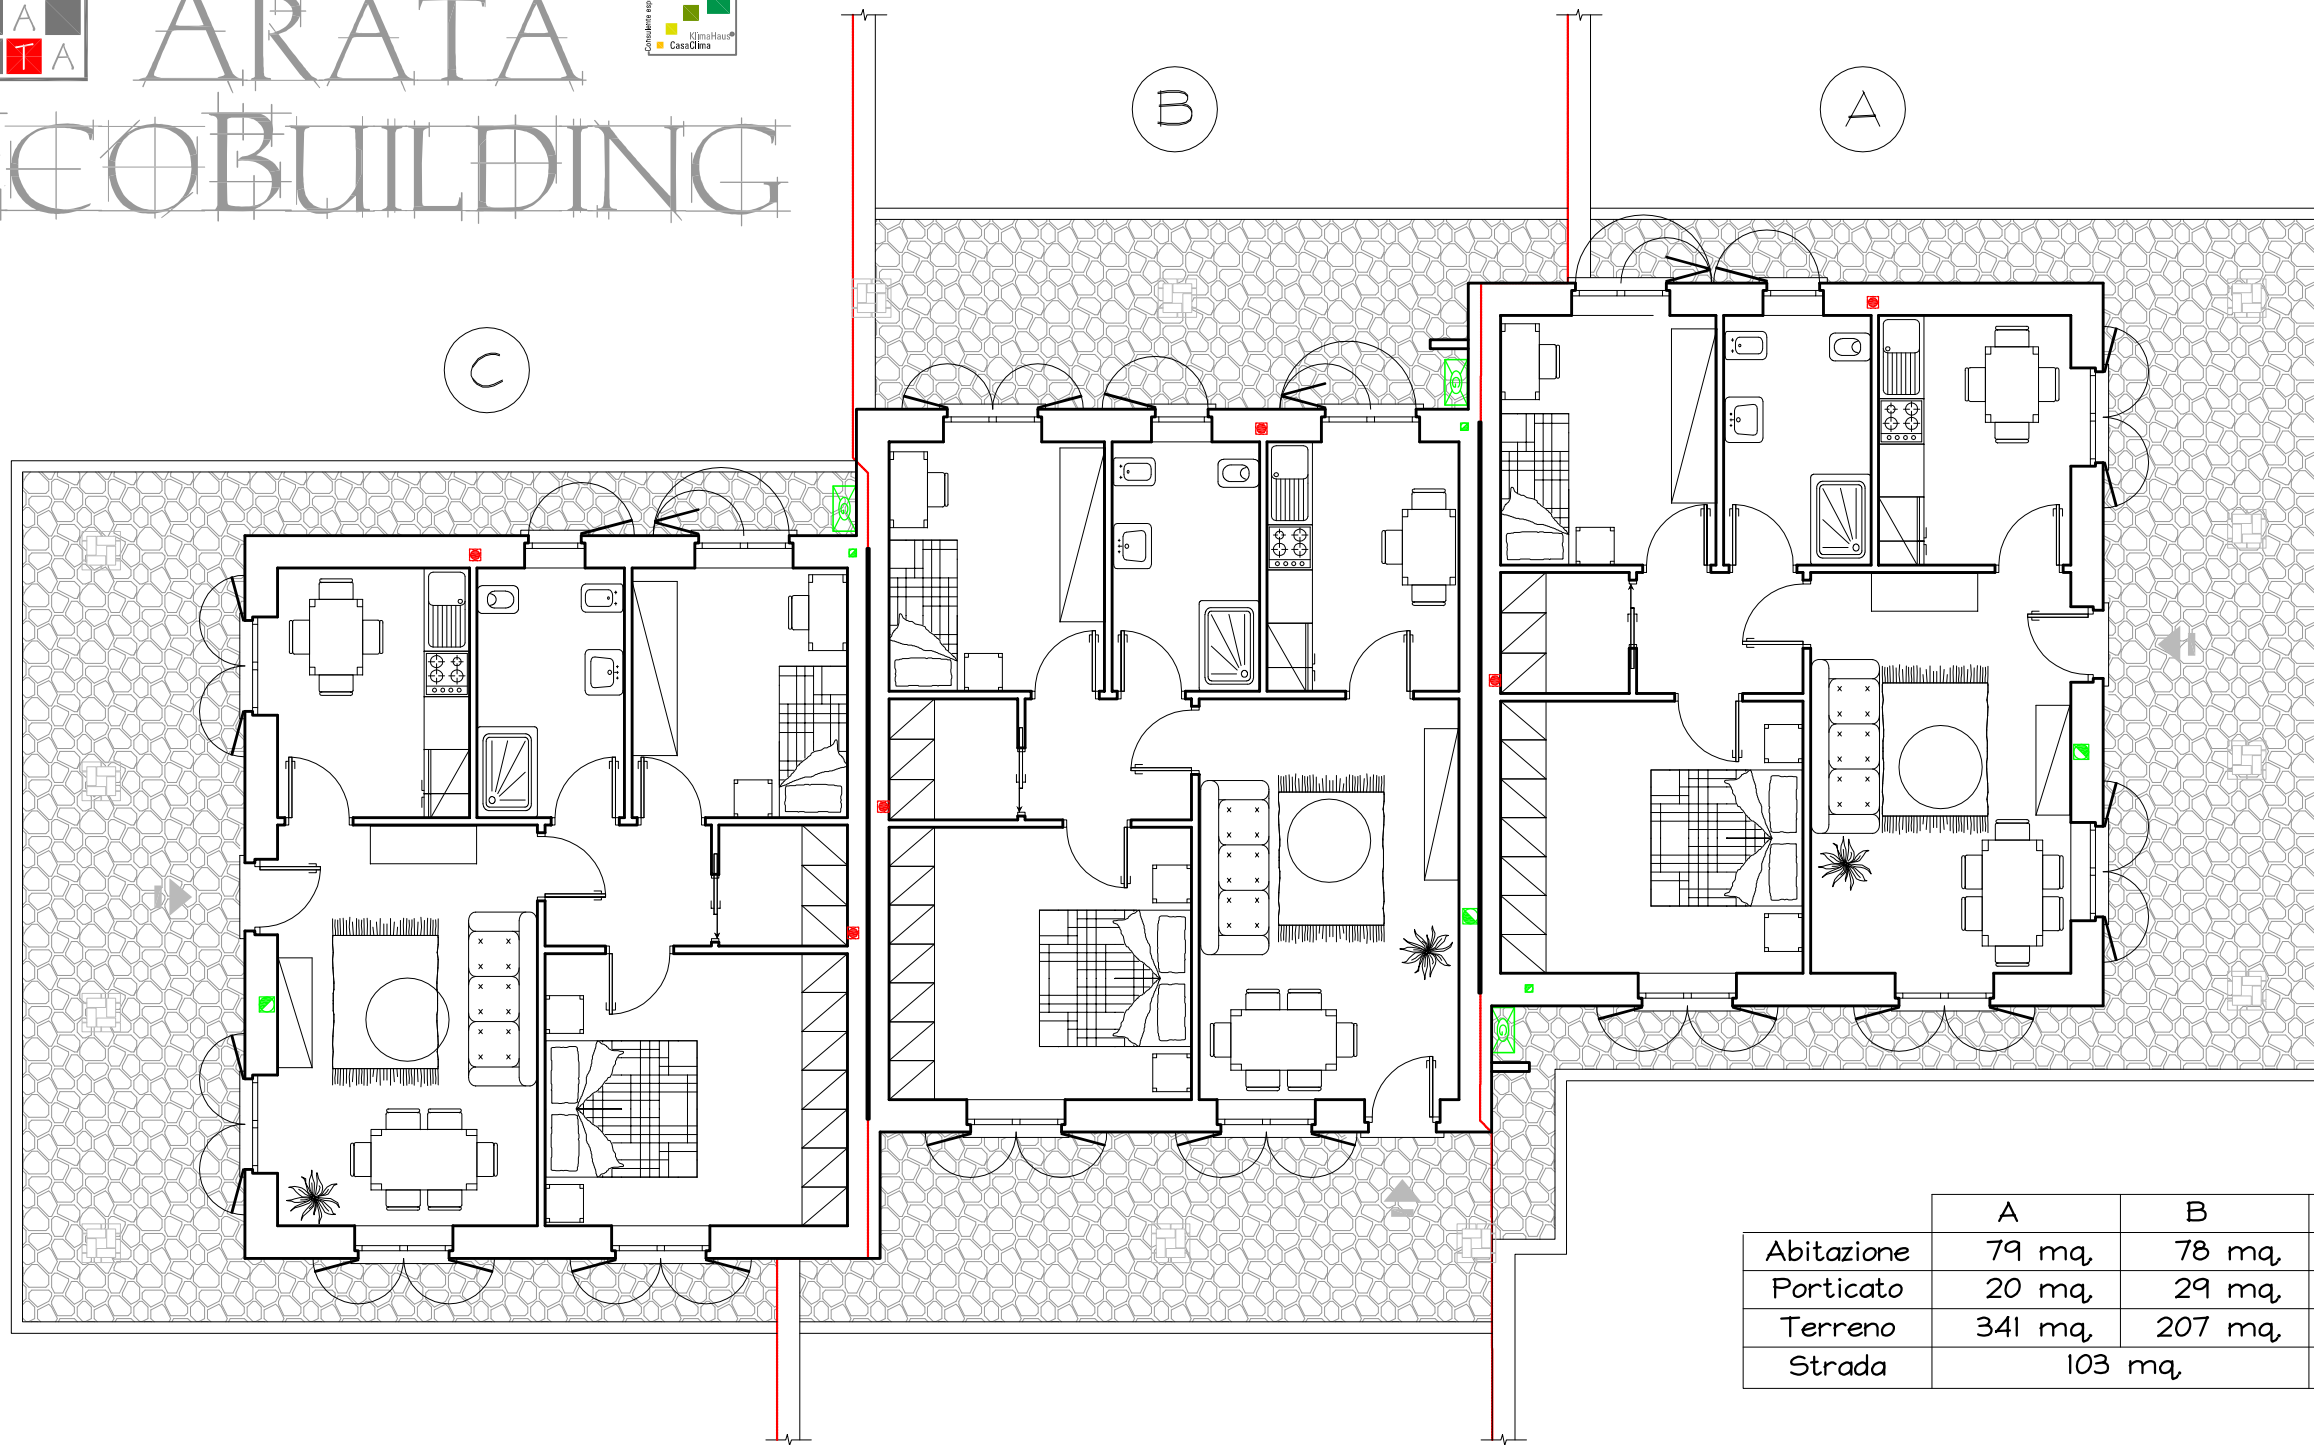 A
T A
ARATA
ECOBUILDING
KlimaHaus
CasaClima
B
A
C
A B
Abitazione 79 mq. 78 mq.
Porticato 20 mq. 29 mq.
Terreno 341 mq. 207 mq.
Strada 103 mq.